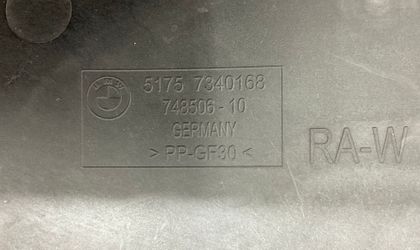 5175 7340168
748506-10
GERMANY
> PP-GF30 <
RA-W